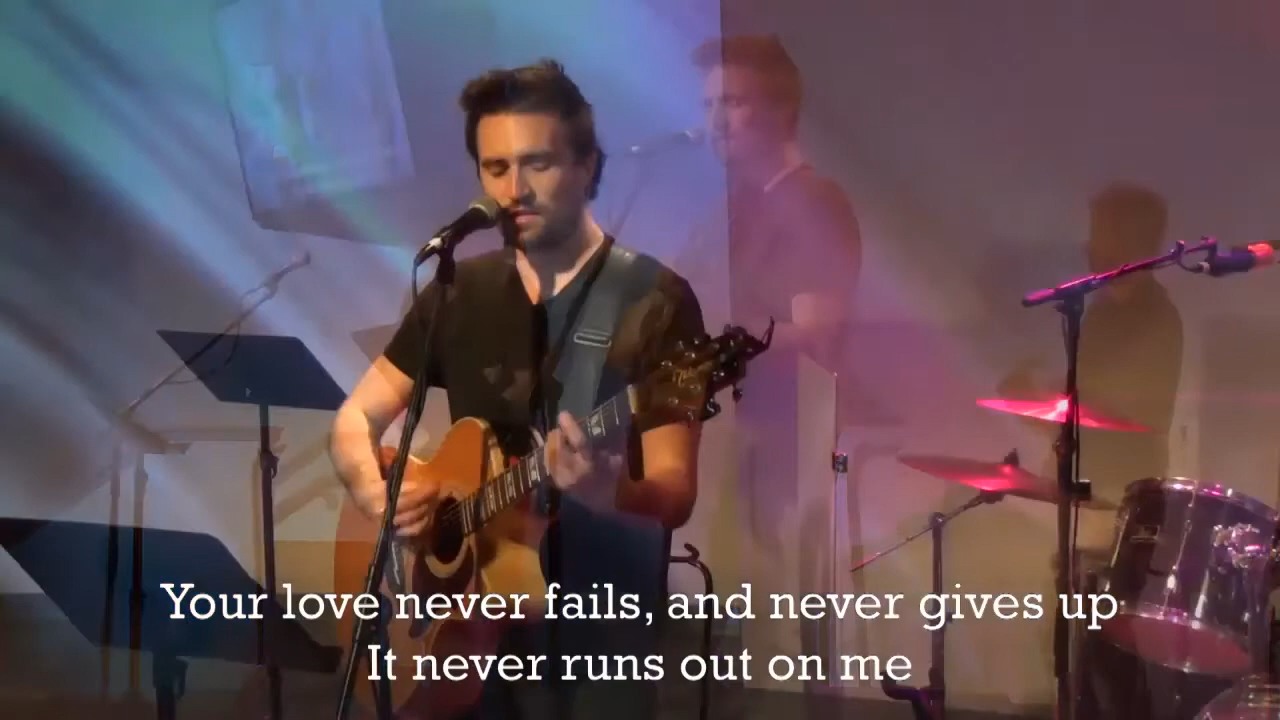 Your love never fails, and never gives up
It never runs out on me